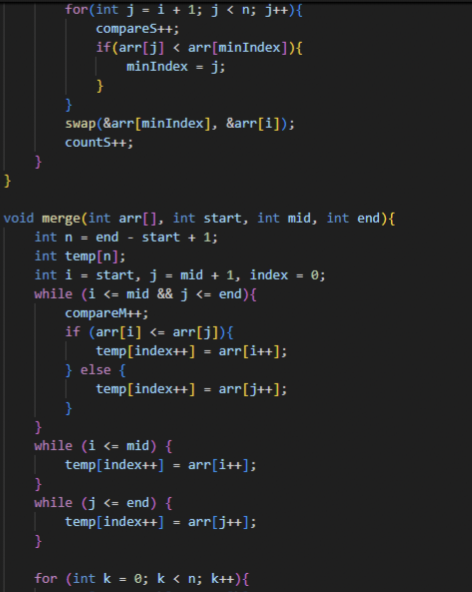 for(int j = i + 1; j < n; j++){
compareS++;
if(arr[j] < arr[minIndex]){
minIndex = j;
}
}
swap(&arr[minIndex], &arr[i]);
countS++;
}
}
void merge(int arr[], int start, int mid, int end){
int n = end - start + 1;
int temp[n];
int i = start, j = mid + 1, index = 0;
while (i <= mid && j <= end){
compareM++;
if (arr[i] <= arr[j]){
temp[index++] = arr[i++];
} else {
temp[index++] = arr[j++];
}
}
while (i <= mid) {
temp[index++] = arr[i++];
}
while (j <= end) {
temp[index++] = arr[j++];
}
for (int k = 0; k < n; k++){